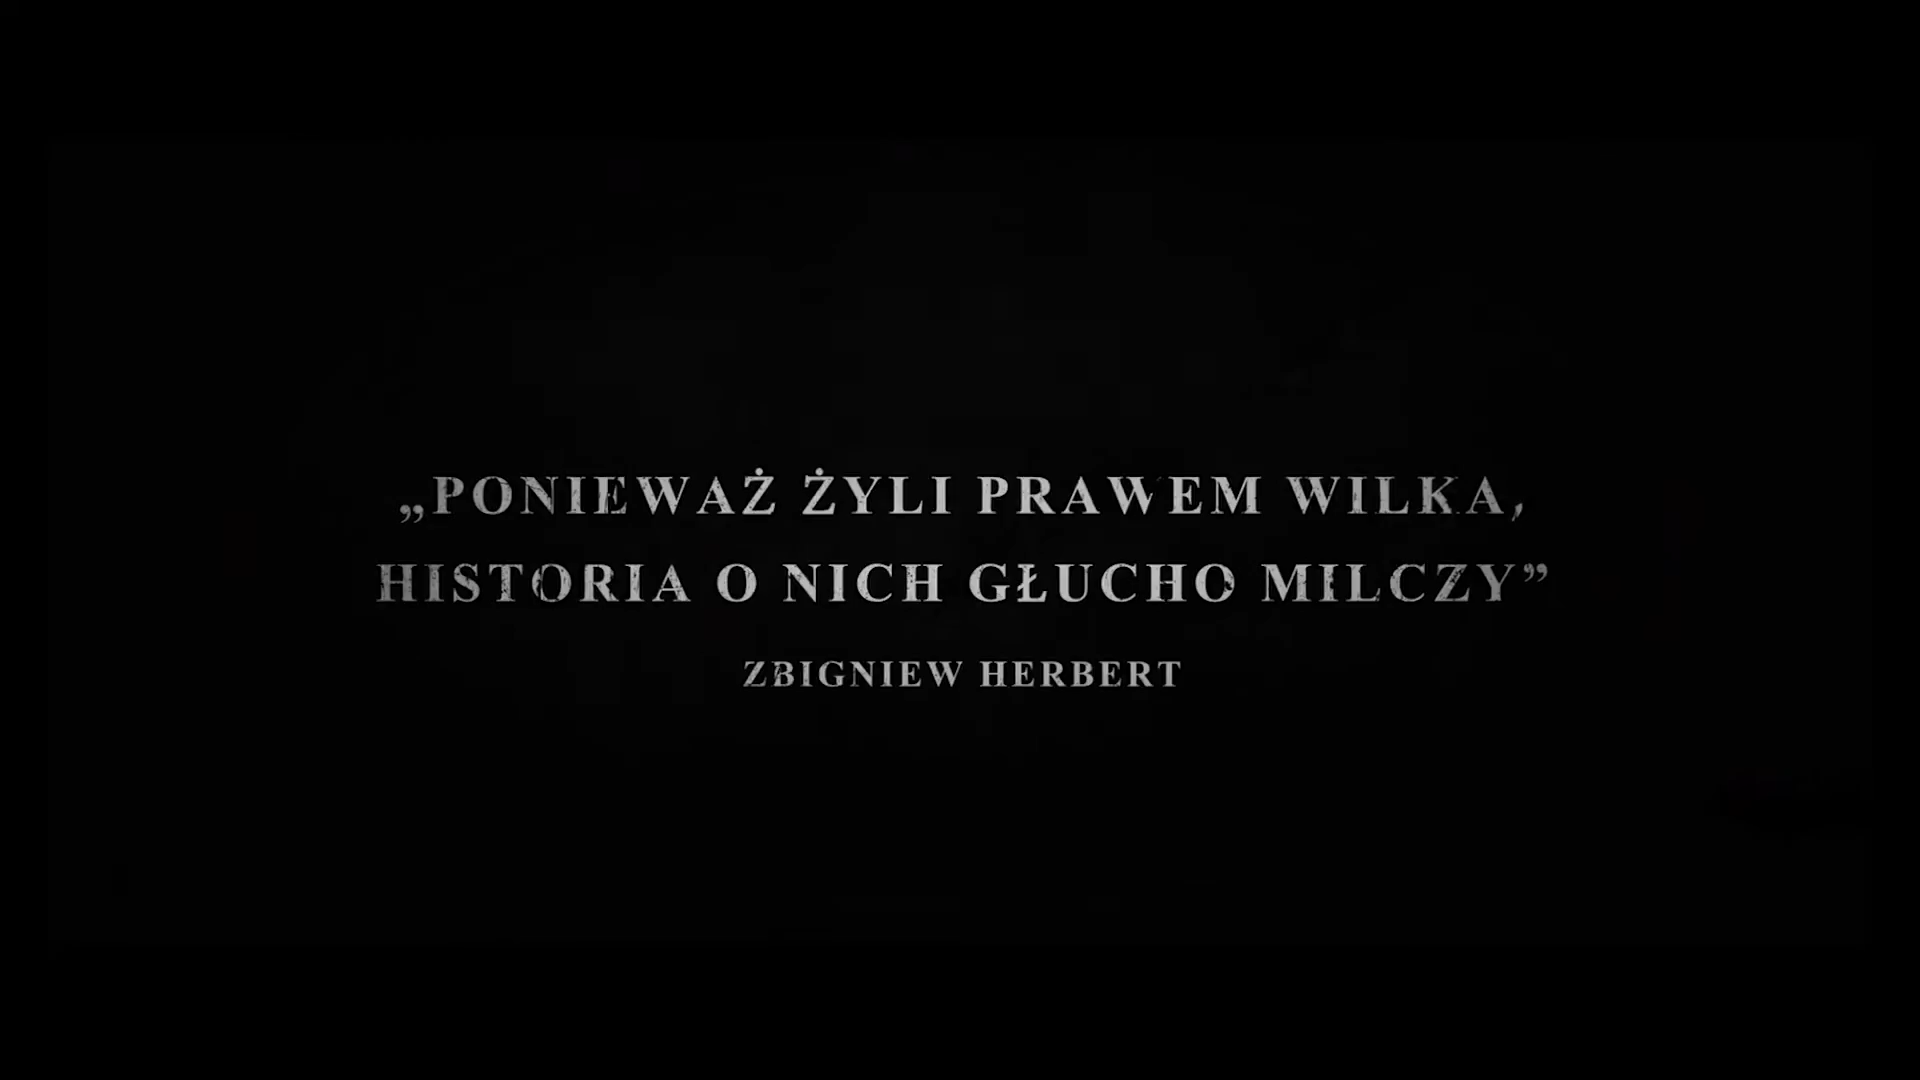 „PONIEWAŻ ŻYLI PRAWEM WILKA,
HISTORIA O NICH GŁUCHO MILCZY”
ZBIGNIEW HERBERT